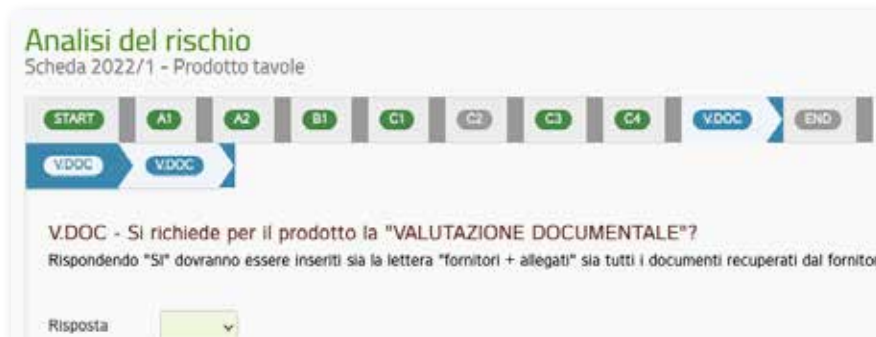 Analisi del rischio
Scheda 2022/1 - Prodotto tavole
START A1 A2 B1 C1 C2 C3 C4 V.DOC END
V.DOC V.DOC
V.DOC - Si richiede per il prodotto la "VALUTAZIONE DOCUMENTALE"?
Rispondendo "SI" dovranno essere inseriti sia la lettera "fornitori + allegati" sia tutti i documenti recuperati dal fornitor
Risposta